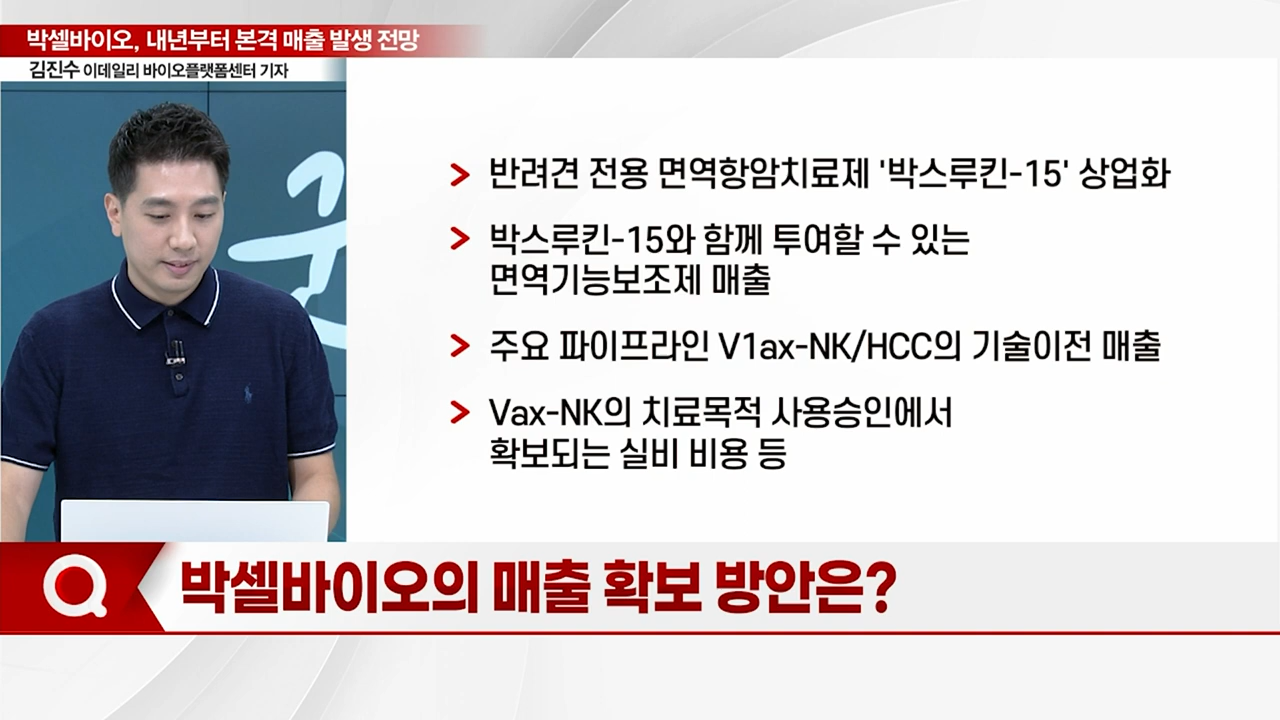 박셀바이오, 내년부터 본격 매출 발생 전망
김진수 이데일리 바이오플랫폼센터 기자
> 반려견 전용 면역항암치료제 '박스루킨-15' 상업화
> 박스루킨-15와 함께 투여할 수 있는
면역기능보조제 매출
> 주요 파이프라인 V1ax-NK/HCC의 기술이전 매출
> Vax-NK의 치료목적 사용승인에서
확보되는 실비 비용 등
Q 박셀바이오의 매출 확보 방안은?